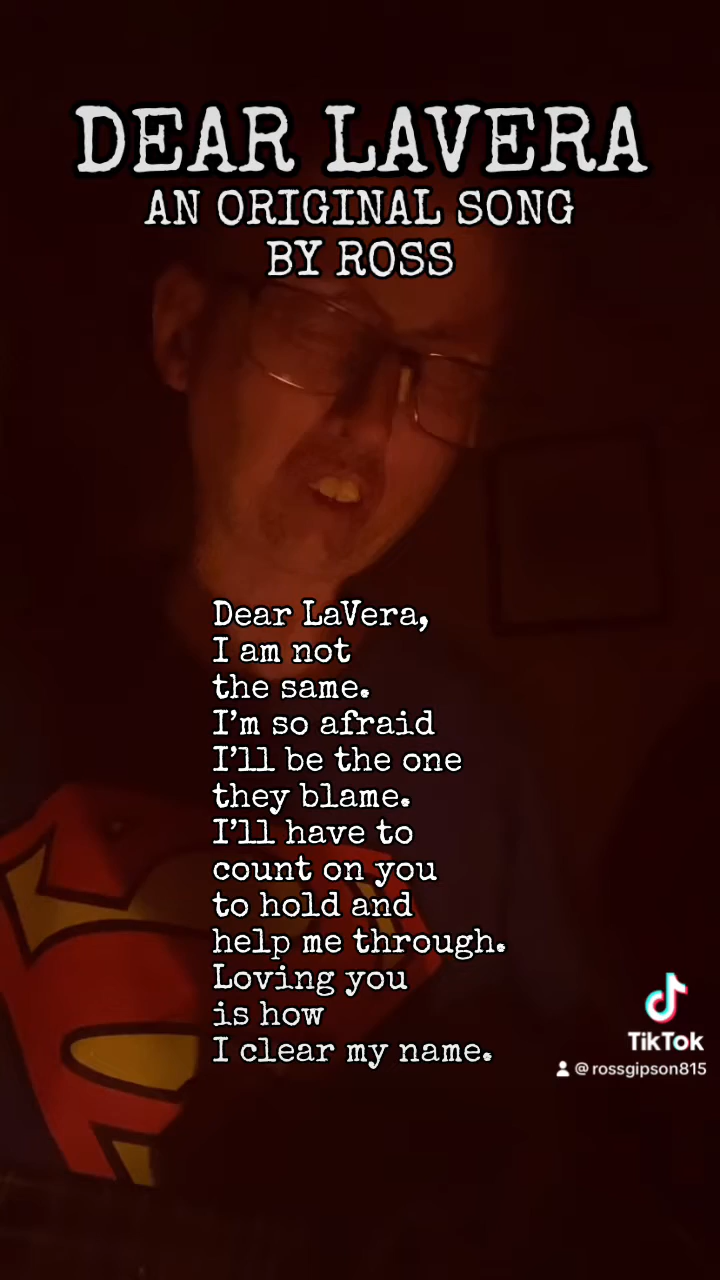 DEAR LAVERA
AN ORIGINAL SONG
BY ROSS
Dear LaVera,
I am not
the same.
I'm so afraid
I'll be the one
they blame.
I'll have to
count on you
to hold and
help me through.
Loving you
is how
I clear my name.
TikTok
@rossgipson815